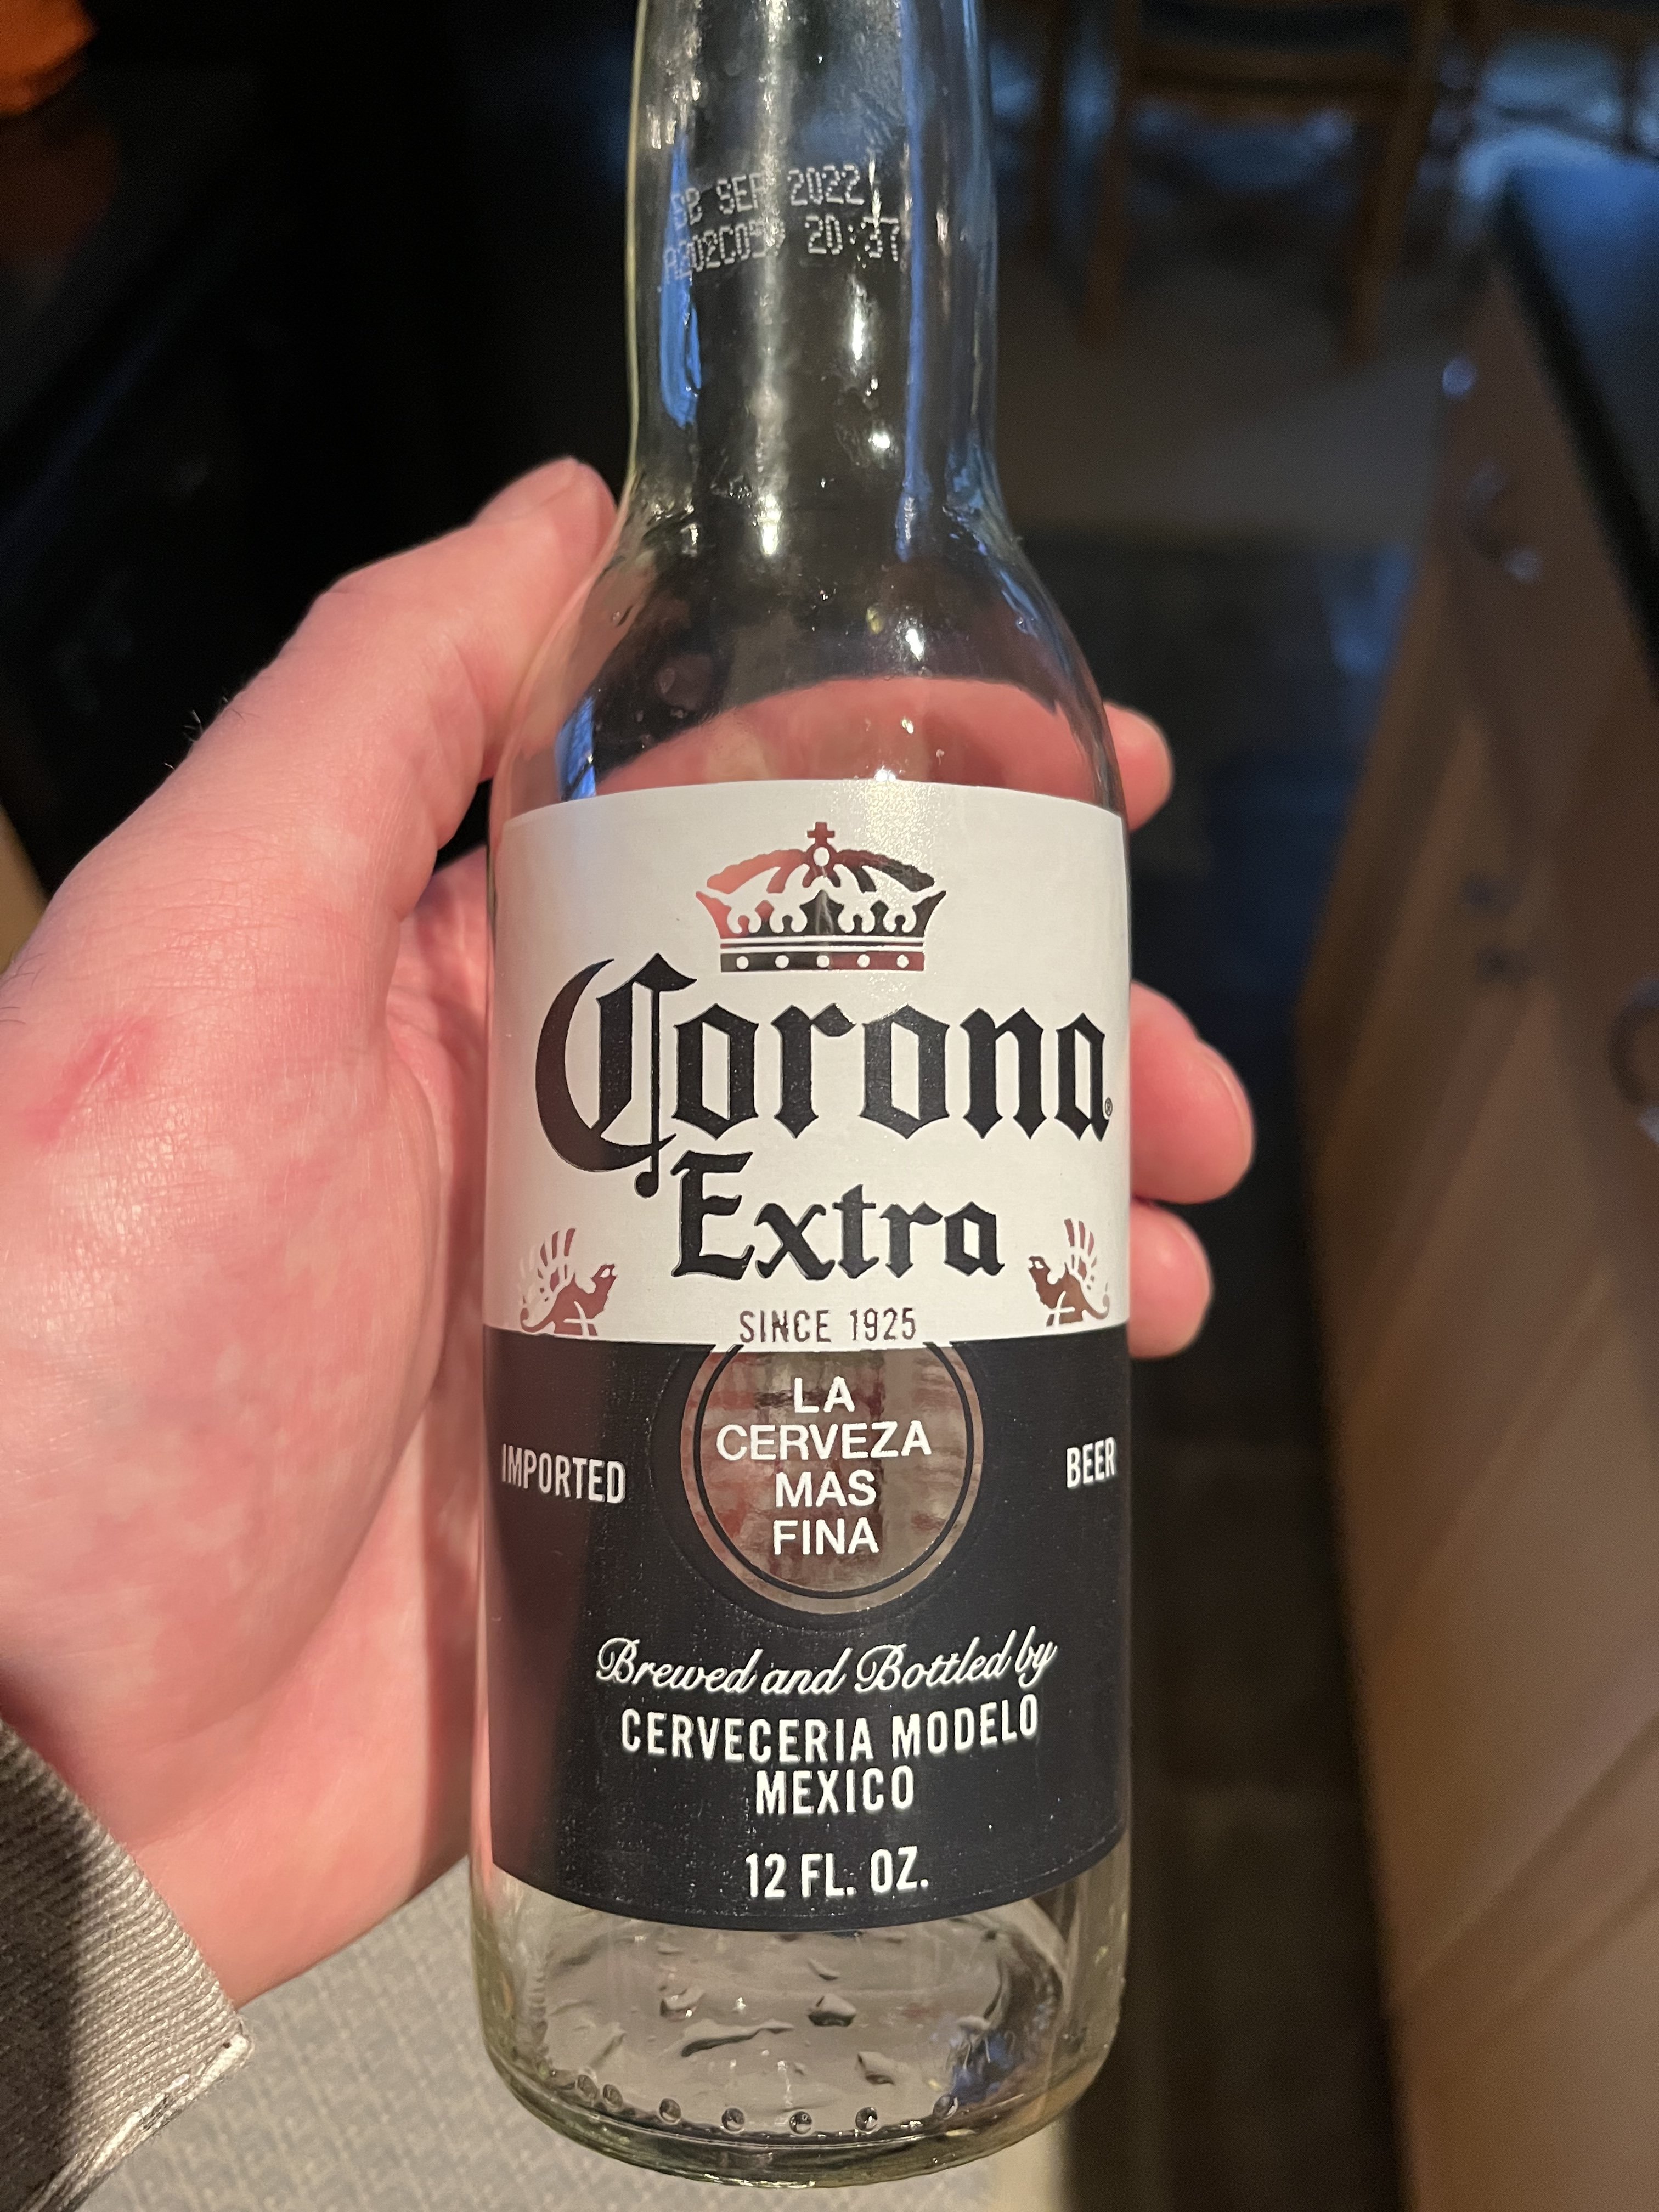 SEP 2022
20:37
Corona®
Extra
SINCE 1925
LA
CERVEZA
MAS
FINA
IMPORTED
BEER
Brewed and Bottled by
CERVECERIA MODELO
MEXICO
12 FL. OZ.